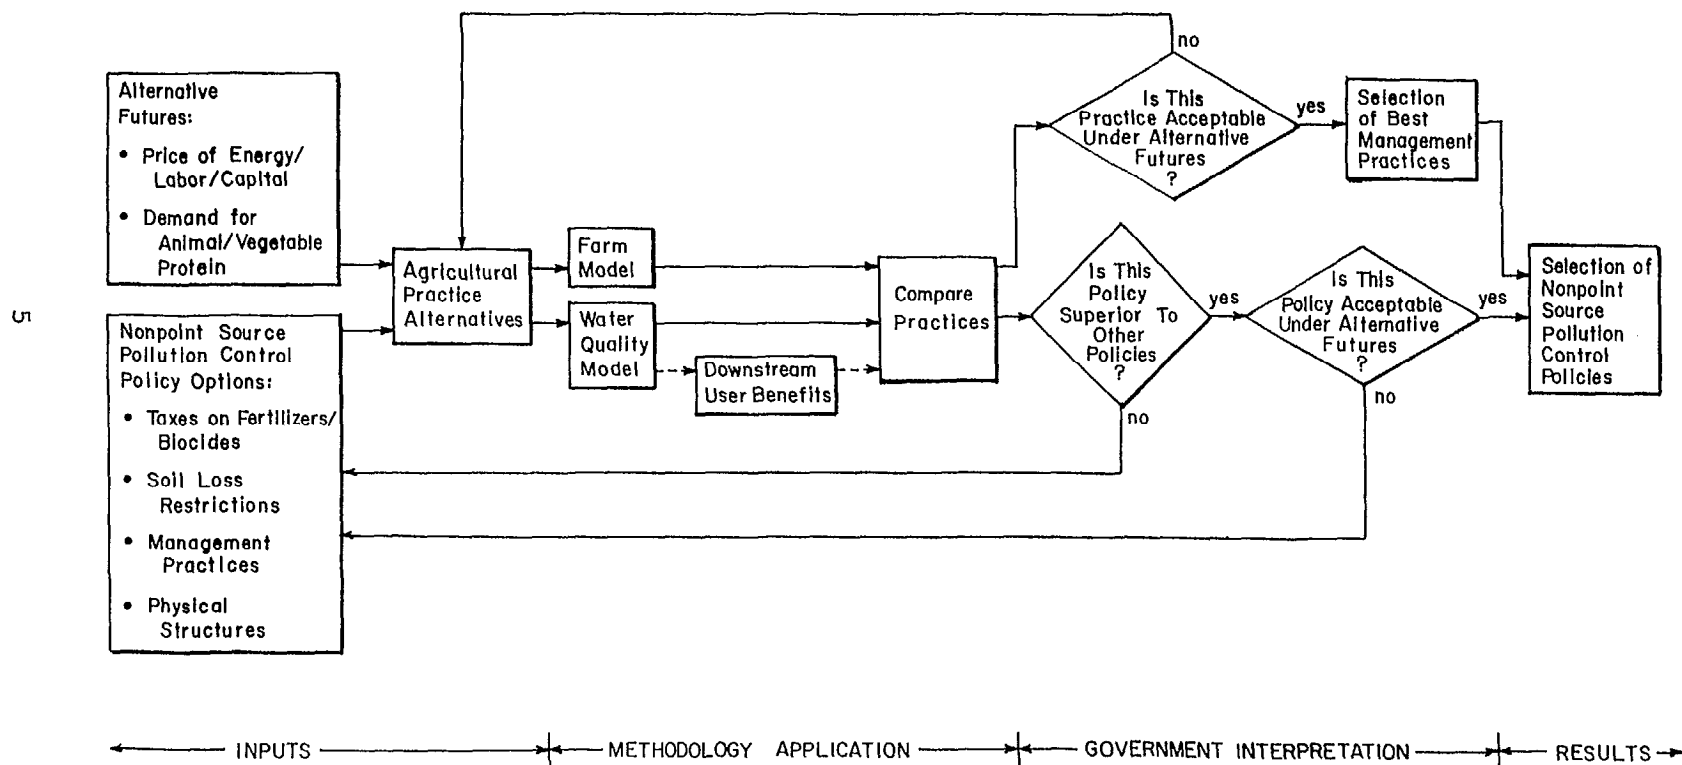 Alternative
Futures:
• Price of Energy/
Labor/Capital
• Demand for
Animal/Vegetable
Protein
Nonpoint Source
Pollution Control
Policy Options:
• Taxes on Fertilizers/
Biocides
• Soil Loss
Restrictions
• Management
Practices
• Physical
Structures
Agricultural
Practice
Alternatives
Farm
Model
Water
Quality
Model
Downstream
User Benefits
Compare
Practices
no
Is This
Practice Acceptable
Under Alternative
Futures
?
yes
Selection
of Best
Management
Practices
Is This
Policy
Superior To
Other
Policies
?
yes
no
Is This
Policy Acceptable
Under Alternative
Futures
?
yes
no
Selection of
Nonpoint
Source
Pollution
Control
Policies
5
INPUTS
METHODOLOGY APPLICATION
GOVERNMENT INTERPRETATION
RESULTS